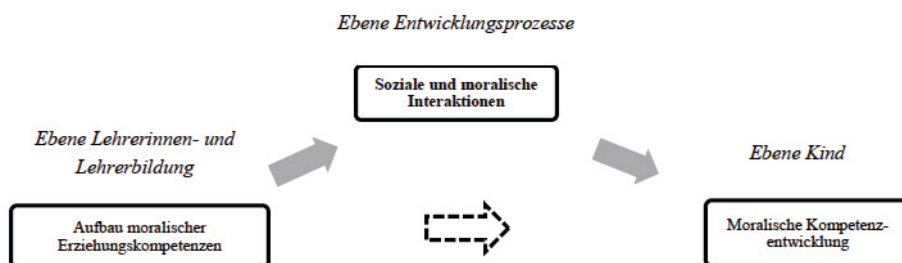 Ebene Entwicklungsprozesse
Soziale und moralische
Interaktionen
Ebene Lehrerinnen- und
Lehrerbildung
Ebene Kind
Aufbau moralischer
Erziehungskompetenzen
Moralische Kompetenz-
entwicklung